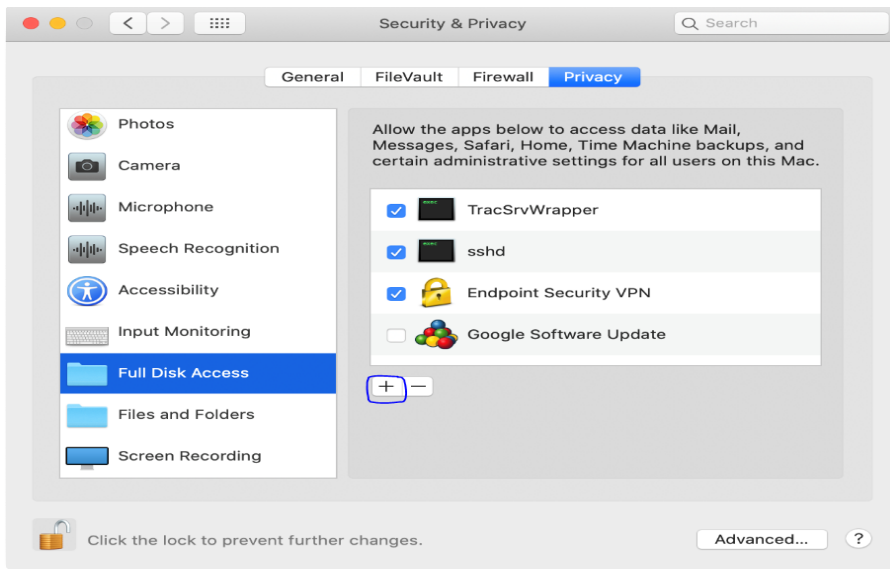 Security & Privacy
Search
General
FileVault
Firewall
Privacy
Photos
Camera
Microphone
Speech Recognition
Accessibility
Input Monitoring
Full Disk Access
Files and Folders
Screen Recording
Allow the apps below to access data like Mail,
Messages, Safari, Home, Time Machine backups, and
certain administrative settings for all users on this Mac.
TracSrvWrapper
sshd
Endpoint Security VPN
Google Software Update
+ −
Click the lock to prevent further changes.
Advanced...
?